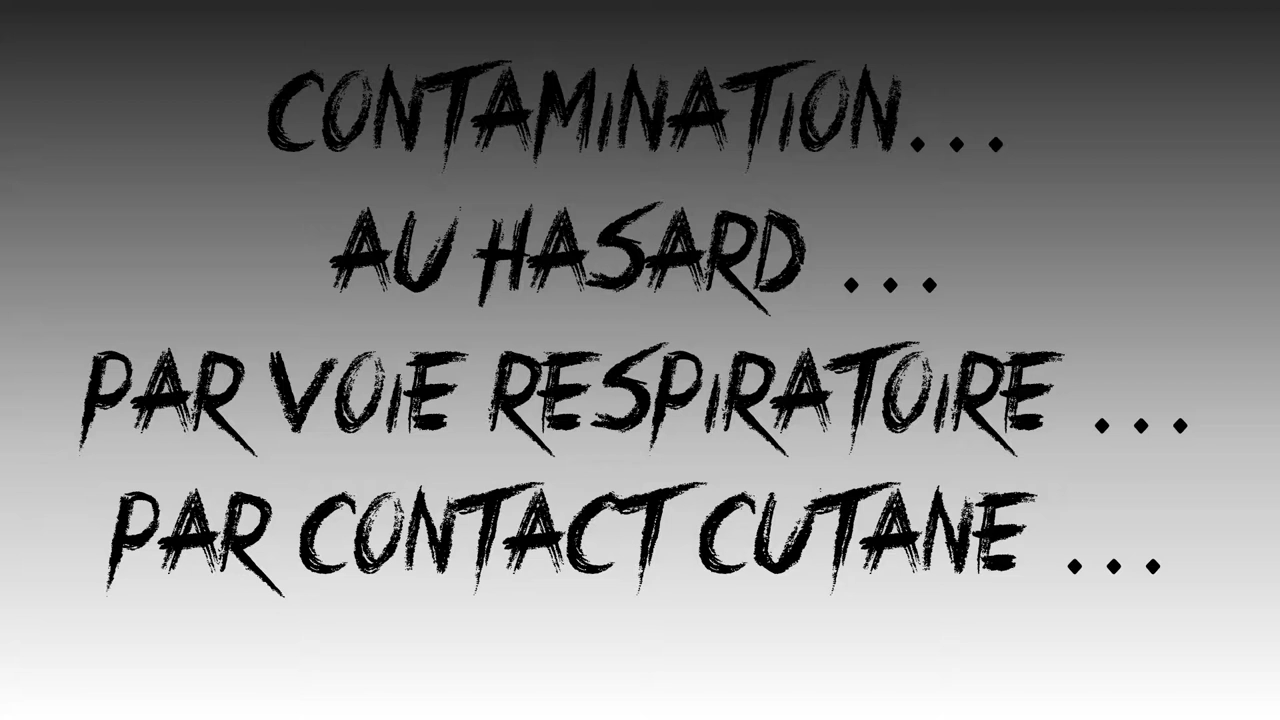 CONTAMINATION...
AU HASARD ...
PAR VOIE RESPIRATOIRE ...
PAR CONTACT CUTANE ...